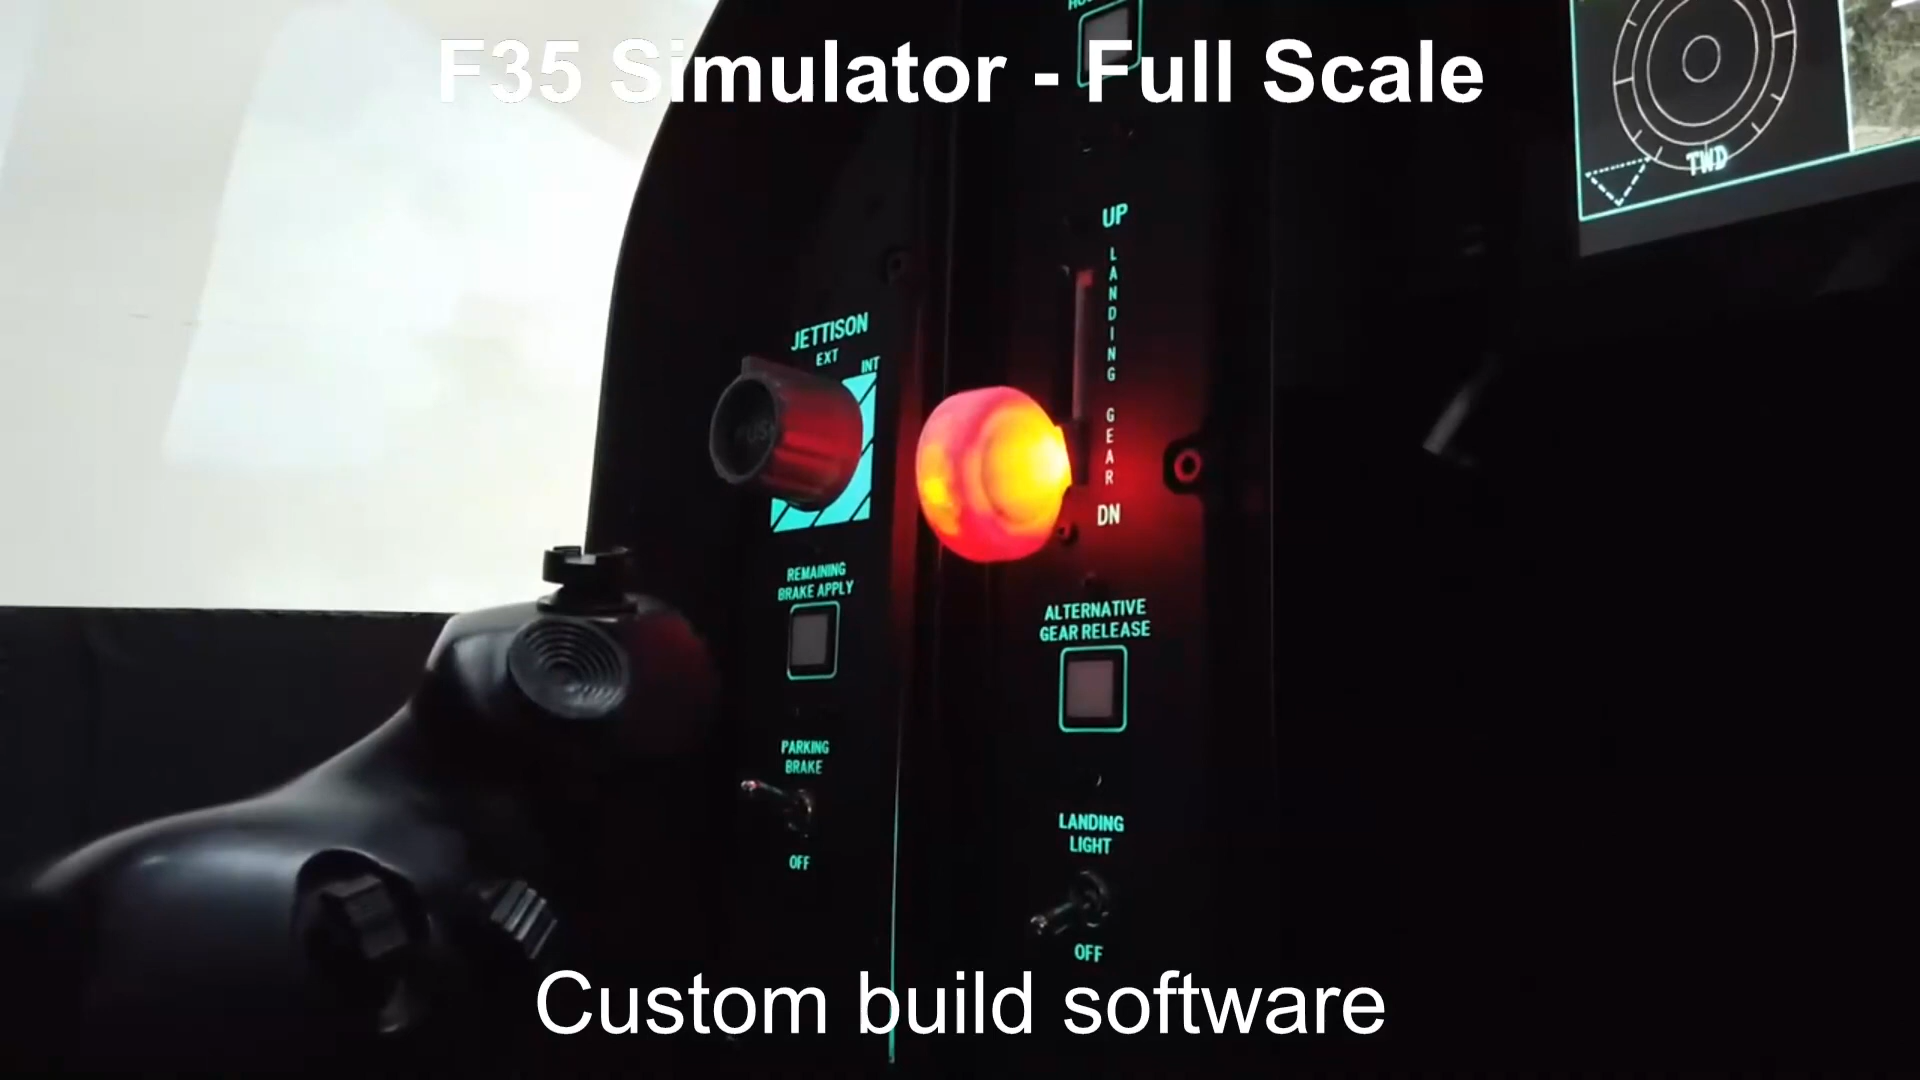 F35 Simulator - Full Scale
TWD
UP
LANDING GEAR
DN
JETTISON
EXT
INT
REMAINING
BRAKE APPLY
ALTERNATIVE
GEAR RELEASE
PARKING
BRAKE
OFF
LANDING
LIGHT
OFF
Custom build software